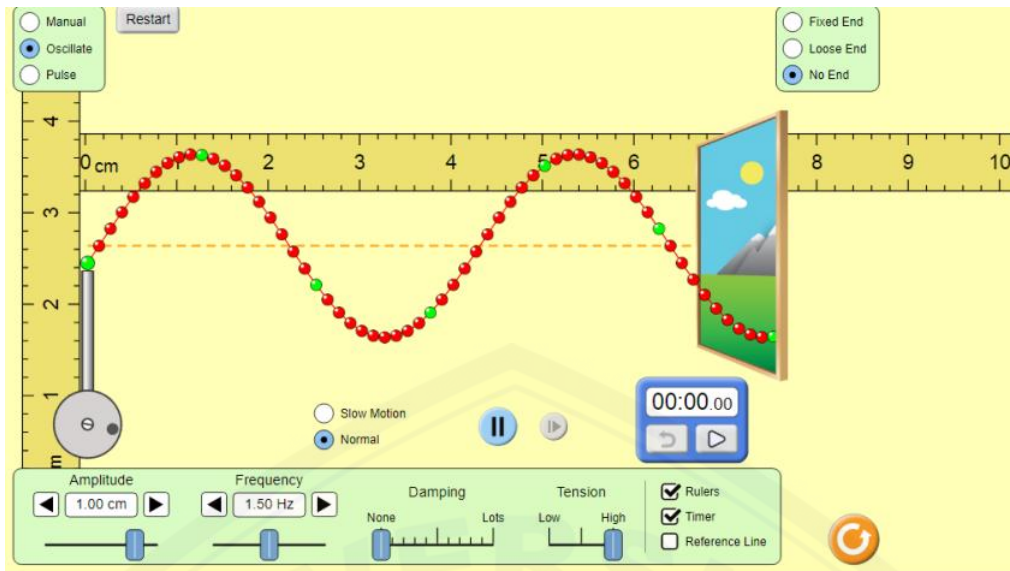 Manual
Oscillate
Pulse
Restart
Fixed End
Loose End
No End
4
3
2
1
0 cm 1 2 3 4 5 6 8 9 10
Slow Motion
Normal
00:00.00
Amplitude
1.00 cm
Frequency
1.50 Hz
Damping
None Lots
Tension
Low High
Rulers
Timer
Reference Line